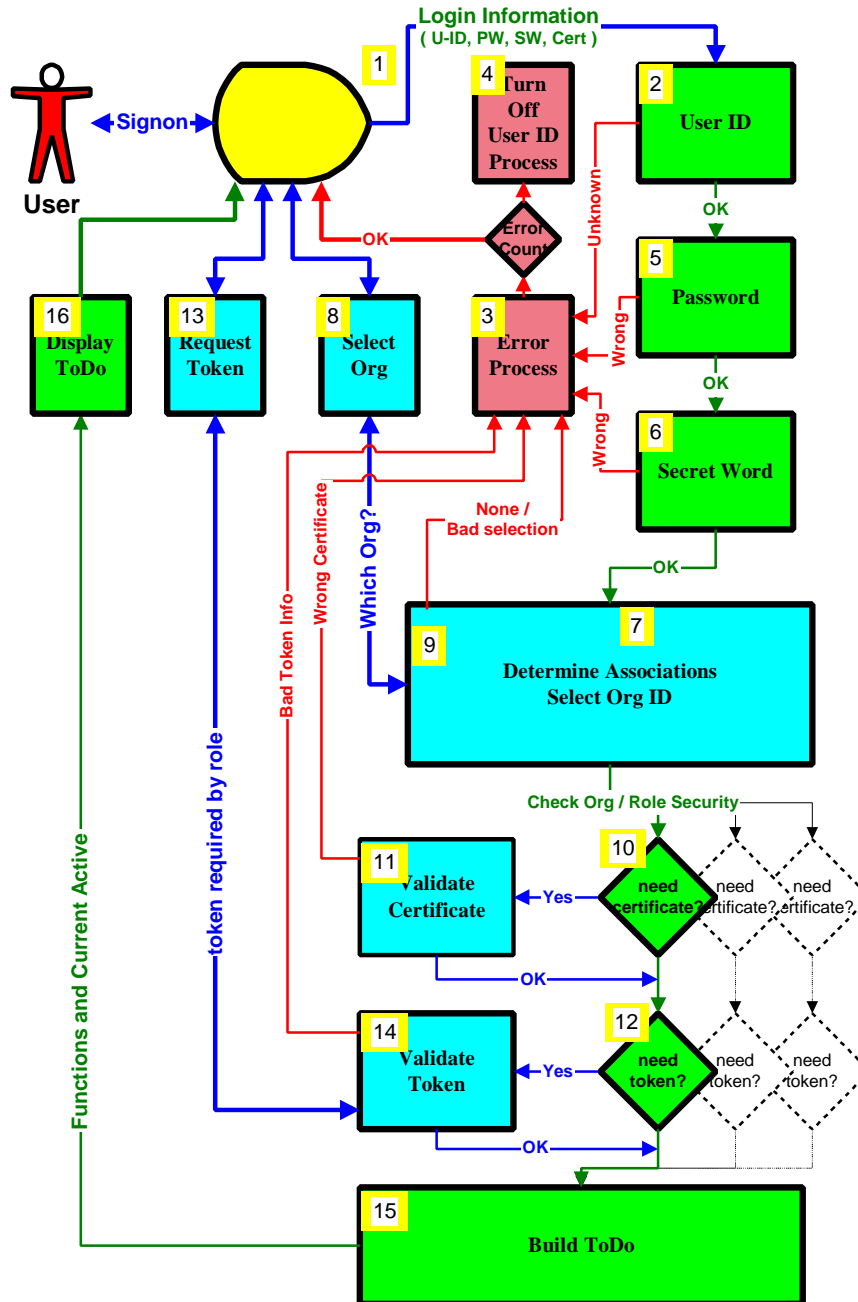 Login Information
( U-ID, PW, SW, Cert )
1
4
Turn
Off
User ID
Process
2
User ID
Signon
User
OK
Unknown
Error
Count
OK
5
Password
16
Display
ToDo
13
Request
Token
8
Select
Org
3
Error
Process
Wrong
OK
6
Secret Word
Wrong
None /
Bad selection
OK
Which Org?
Wrong Certificate
Bad Token Info
token required by role
Functions and Current Active
7
9
Determine Associations
Select Org ID
Check Org / Role Security
10
need
certificate?
need
ertificate?
need
ertificate?
Yes
11
Validate
Certificate
OK
12
need
token?
need
token?
need
token?
Yes
14
Validate
Token
OK
15
Build ToDo